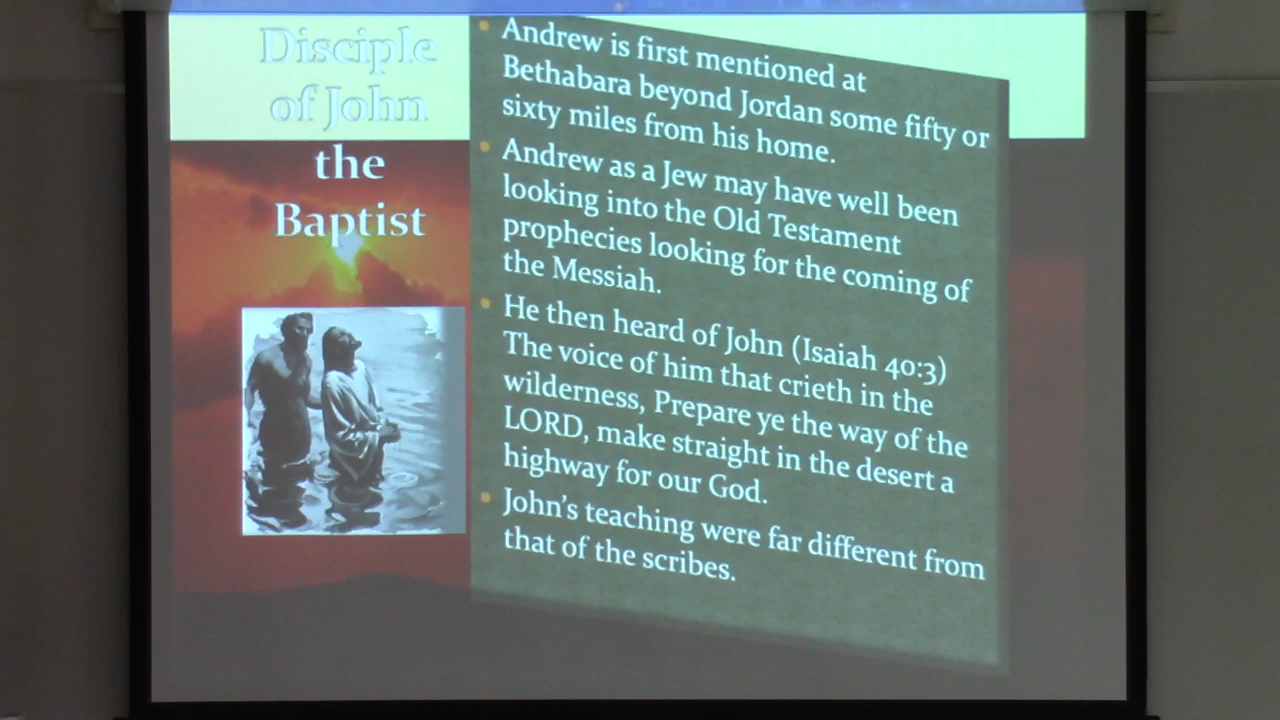 Disciple
of John
the
Baptist
Andrew is first mentioned at
Bethabara beyond Jordan some fifty or
sixty miles from his home.
Andrew as a Jew may have well been
looking into the Old Testament
prophecies looking for the coming of
the Messiah.
He then heard of John (Isaiah 40:3)
The voice of him that crieth in the
wilderness, Prepare ye the way of the
LORD, make straight in the desert a
highway for our God.
John's teaching were far different from
that of the scribes.